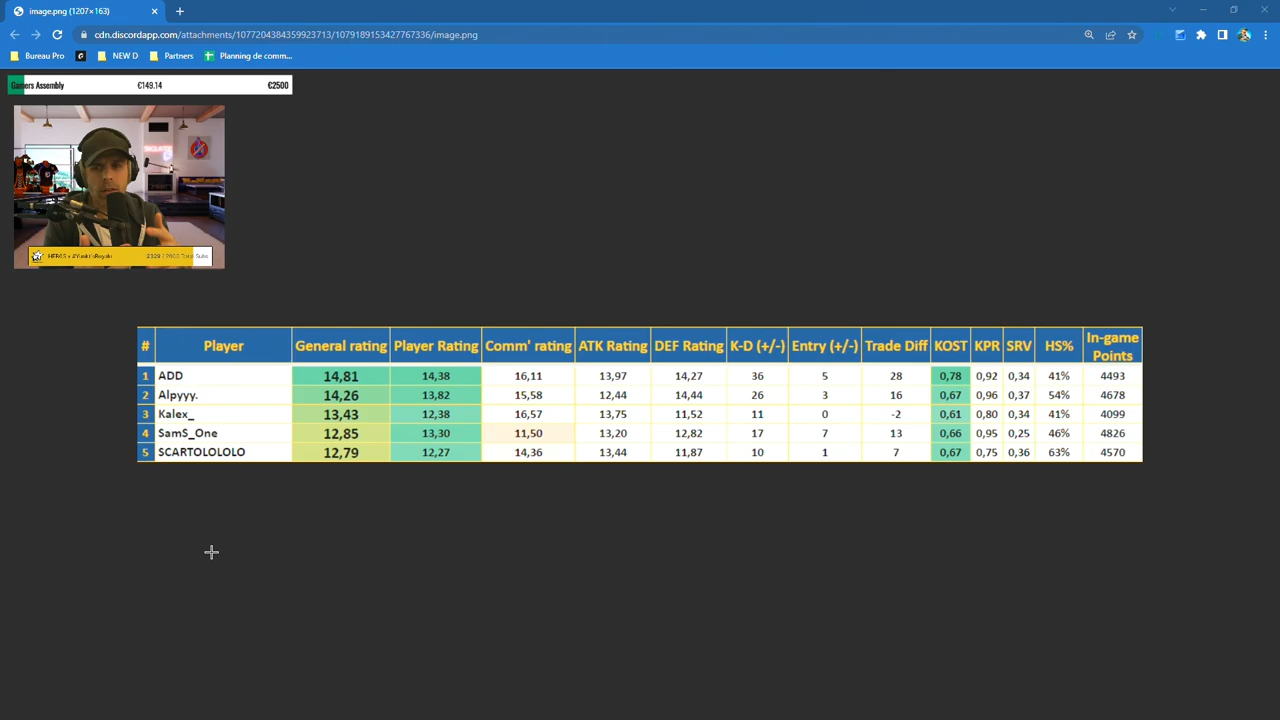 image.png (1207×163)
cdn.discordapp.com/attachments/1077204384359923713/1079189153427767336/image.png
Bureau Pro NEW D Partners Planning de comm...
Gamers Assembly €149.14 €2500
# Player General rating Player Rating Comm' rating ATK Rating DEF Rating K-D (+/-) Entry (+/-) Trade Diff KOST KPR SRV HS% In-game Points
1 ADD 14,81 14,38 16,11 13,97 14,27 36 5 28 0,78 0,92 0,34 41% 4493
2 Alpyyy. 14,26 13,82 15,58 12,44 14,44 26 3 16 0,67 0,96 0,37 54% 4678
3 Kalex_ 13,43 12,38 16,57 13,75 11,52 11 0 -2 0,61 0,80 0,34 41% 4099
4 SamS_One 12,85 13,30 11,50 13,20 12,82 17 7 13 0,66 0,95 0,25 46% 4826
5 SCARTOLOLOLO 12,79 12,27 14,36 13,44 11,87 10 1 7 0,67 0,75 0,36 63% 4570